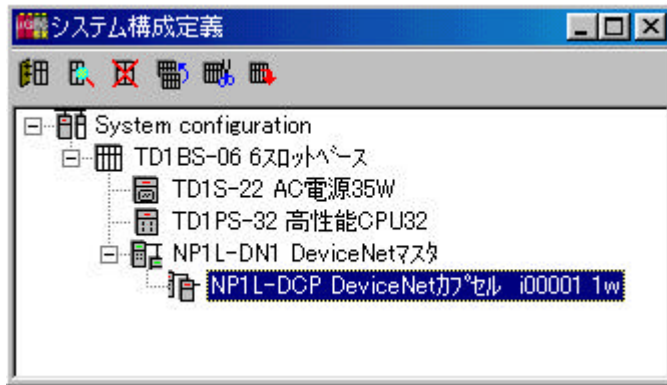 システム構成定義
System configuration
TD1BS-06 6ｽﾛｯﾄﾍﾞｰｽ
TD1S-22 AC電源35W
TD1PS-32 高性能CPU32
NP1L-DN1 DeviceNetﾏｽﾀ
NP1L-DCP DeviceNetｶﾌﾟｾﾙ i00001 1w